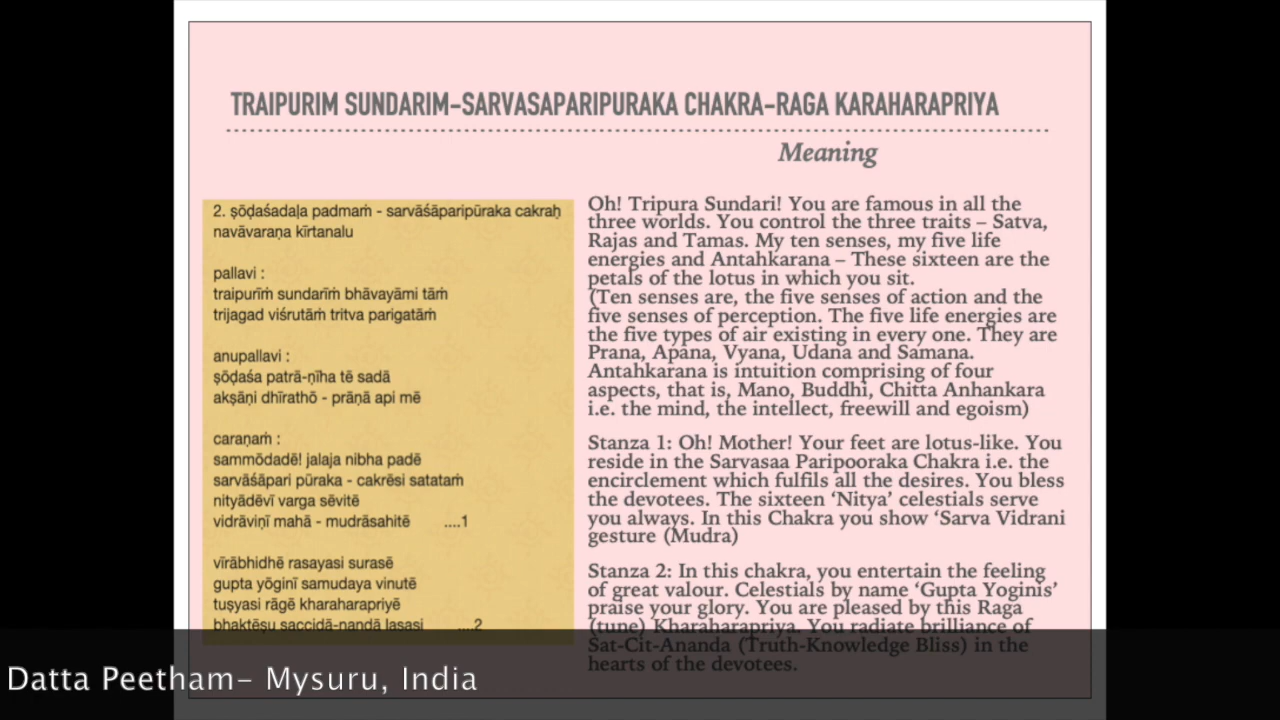 TRAIPURIM SUNDARIM-SARVASAPARIPURAKA CHAKRA-RAGA KARAHARAPRIYA
2. ṣōḍaśadaḷa padmaṁ - sarvāśāparipūraka cakraḥ
navāvaraṇa kīrtanalu
pallavi :
traipurīṁ sundarīṁ bhāvayāmi tāṁ
trijagad viśrutāṁ tritva parigatāṁ
anupallavi :
ṣōḍaśa patrā-ṇīha tē sadā
akṣāṇi dhīrathō - prāṇā api mē
caraṇaṁ :
sammōdadē! jalaja nibha padē
sarvāśāpari pūraka - cakrēsi satataṁ
nityādēvī varga sēvitē
vidrāviṇī mahā - mudrāsahitē ....1
vīrābhidhē rasayasi surasē
gupta yōginī samudaya vinutē
tuṣyasi rāgē kharaharapriyē
bhaktēṣu saccidā-nandā lasasi ....2
Meaning
Oh! Tripura Sundari! You are famous in all the
three worlds. You control the three traits – Satva,
Rajas and Tamas. My ten senses, my five life
energies and Antahkarana – These sixteen are the
petals of the lotus in which you sit.
(Ten senses are, the five senses of action and the
five senses of perception. The five life energies are
the five types of air existing in every one. They are
Prana, Apana, Vyana, Udana and Samana.
Antahkarana is intuition comprising of four
aspects, that is, Mano, Buddhi, Chitta Anhankara
i.e. the mind, the intellect, freewill and egoism)
Stanza 1: Oh! Mother! Your feet are lotus-like. You
reside in the Sarvasaa Paripooraka Chakra i.e. the
encirclement which fulfils all the desires. You bless
the devotees. The sixteen ‘Nitya’ celestials serve
you always. In this Chakra you show ‘Sarva Vidrani
gesture (Mudra)
Stanza 2: In this chakra, you entertain the feeling
of great valour. Celestials by name ‘Gupta Yoginis’
praise your glory. You are pleased by this Raga
(tune) Kharaharapriya. You radiate brilliance of
Sat-Cit-Ananda (Truth-Knowledge Bliss) in the
hearts of the devotees.
Datta Peetham- Mysuru, India